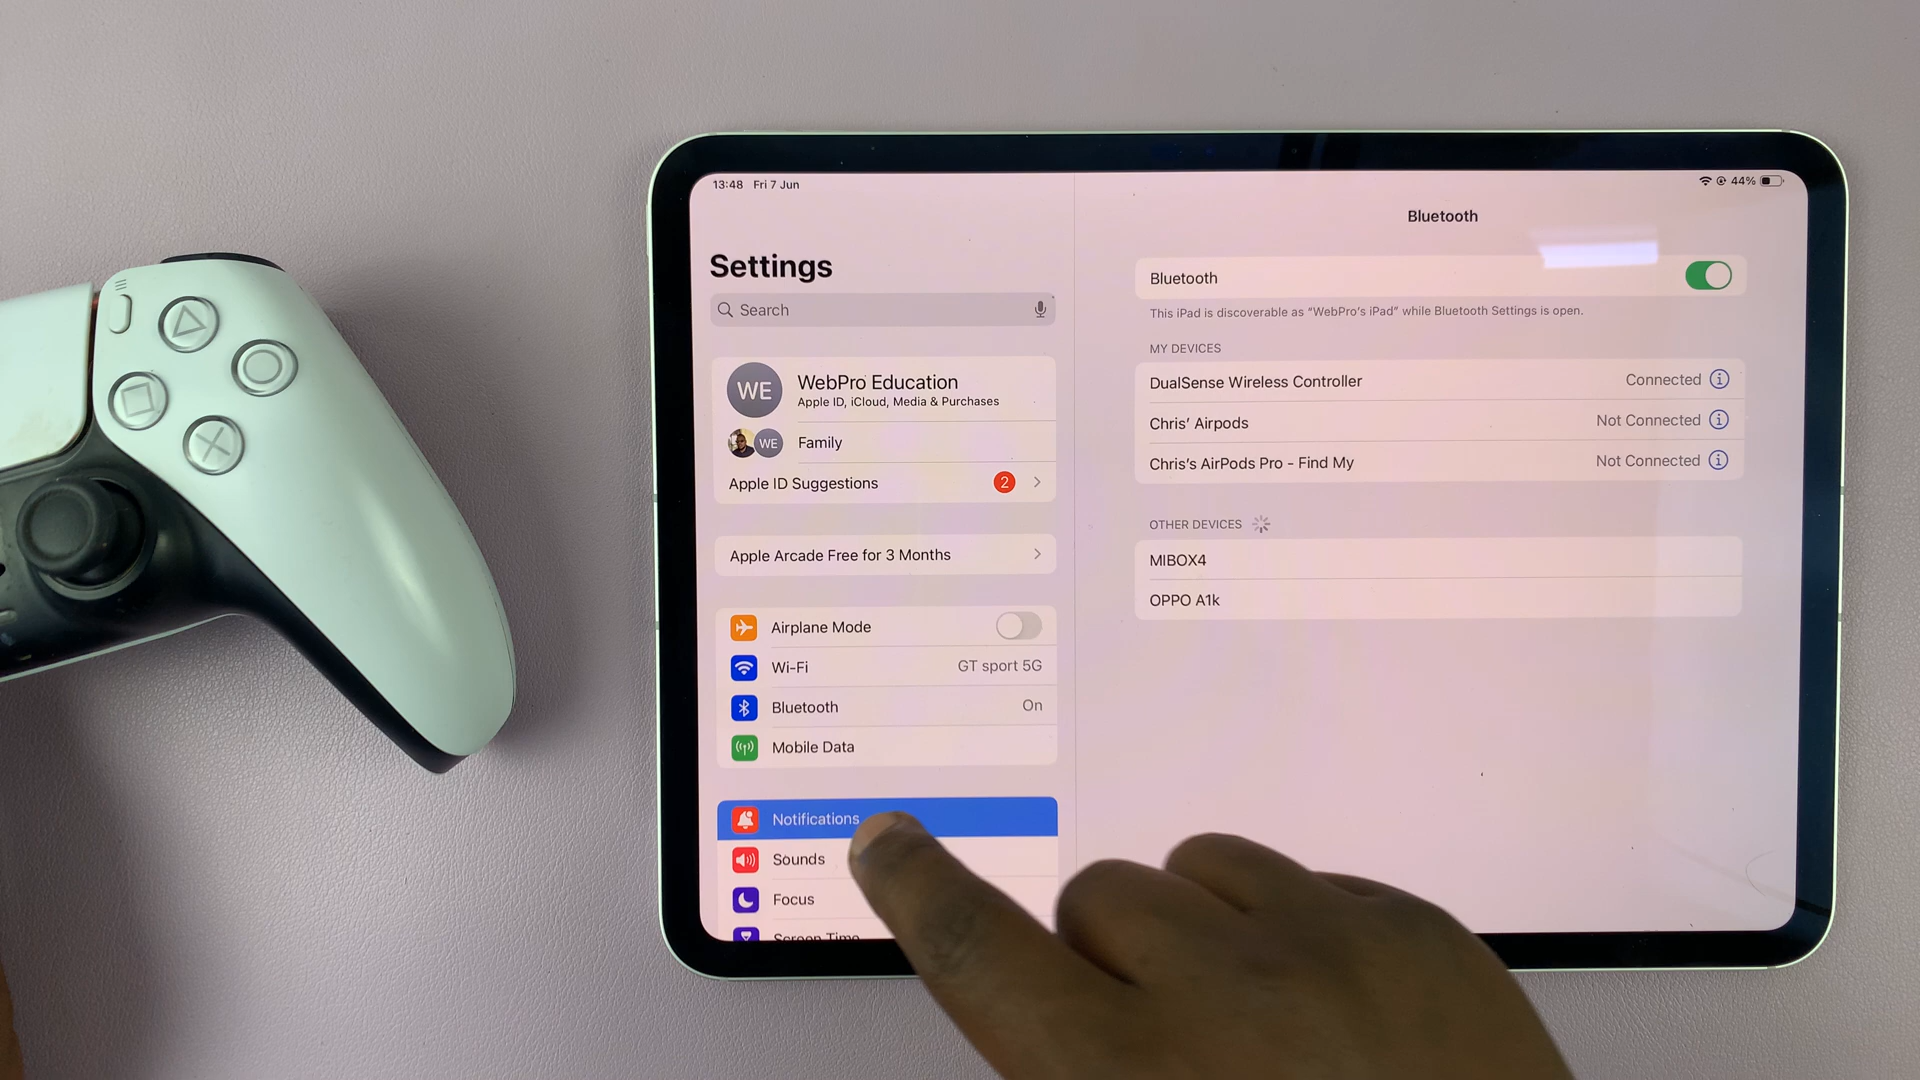 13:48 Fri 7 Jun
44%
Settings
Search
WE
WebPro Education
Apple ID, iCloud, Media & Purchases
WE
Family
Apple ID Suggestions
2
Apple Arcade Free for 3 Months
Airplane Mode
Wi-Fi
GT sport 5G
Bluetooth
On
Mobile Data
Notifications
Sounds
Focus
Screen Time
Bluetooth
Bluetooth
This iPad is discoverable as “WebPro’s iPad” while Bluetooth Settings is open.
MY DEVICES
DualSense Wireless Controller
Connected
Chris’ Airpods
Not Connected
Chris’s AirPods Pro - Find My
Not Connected
OTHER DEVICES
MIBOX4
OPPO A1k